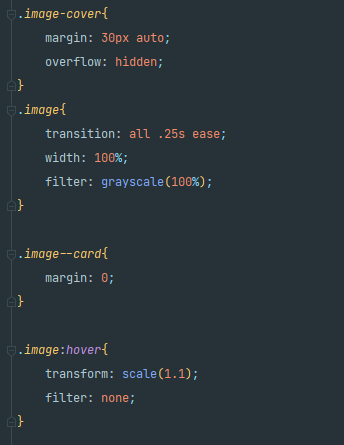 .image-cover{
    margin: 30px auto;
    overflow: hidden;
}
.image{
    transition: all .25s ease;
    width: 100%;
    filter: grayscale(100%);
}

.image--card{
    margin: 0;
}

.image:hover{
    transform: scale(1.1);
    filter: none;
}